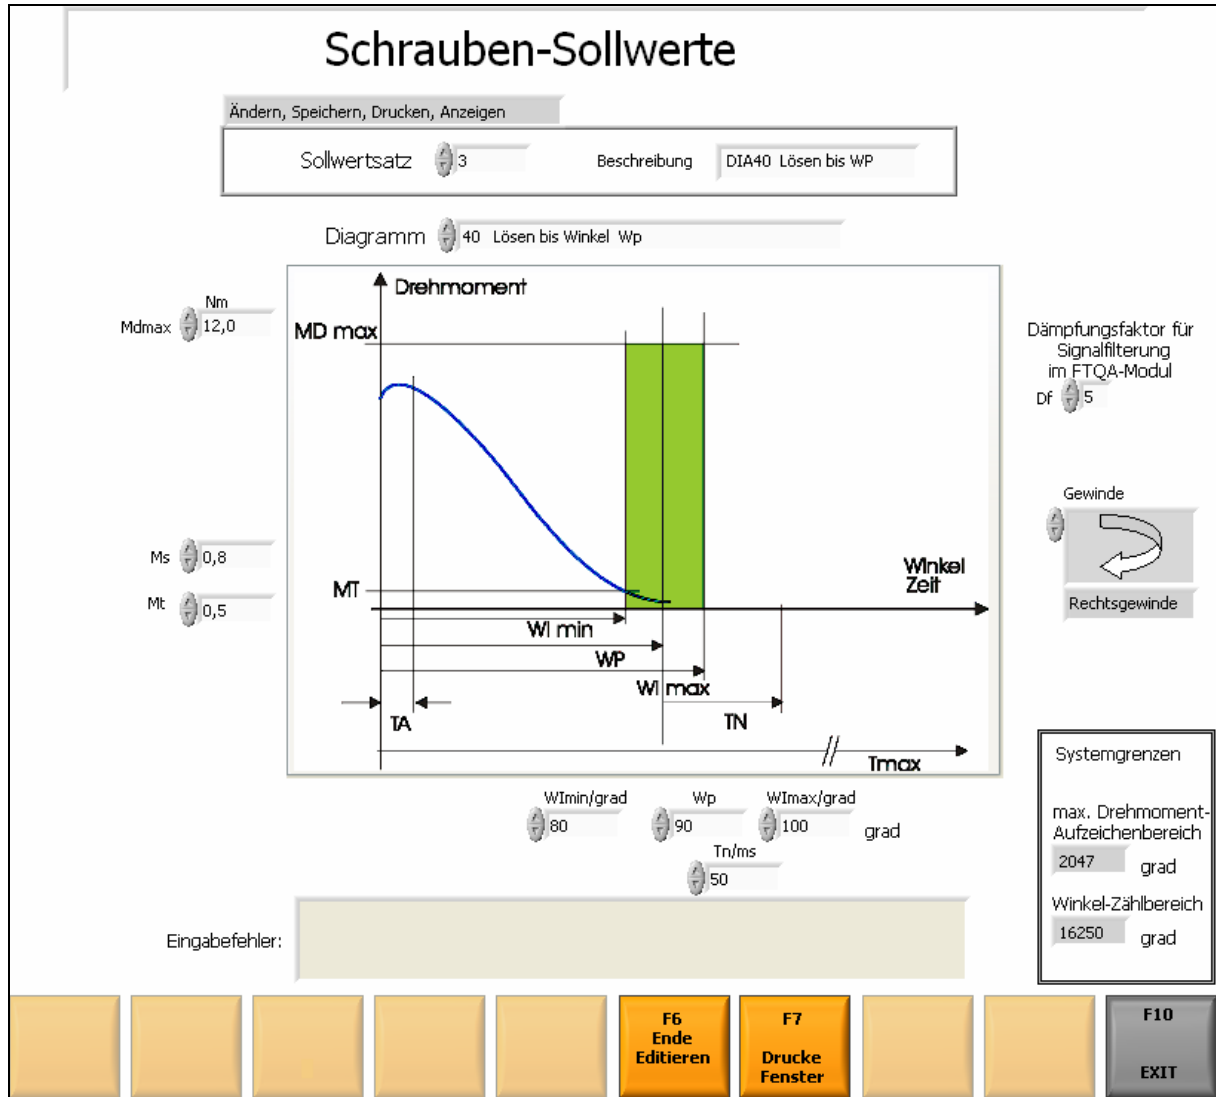 Schrauben-Sollwerte
Ändern, Speichern, Drucken, Anzeigen
Sollwertsatz 3 Beschreibung DIA40 Lösen bis WP
Diagramm 40 Lösen bis Winkel Wp
Nm
Mdmax 12,0
Drehmoment
MD max
Dämpfungsfaktor für
Signalfilterung
im FTQA-Modul
Df 5
Gewinde
Rechtsgewinde
Ms 0,8
Mt 0,5
MT
Winkel
Zeit
WI min
WP
WI max
TA
TN
Tmax
WImin/grad Wp WImax/grad
80 90 100 grad
Tn/ms
50
Systemgrenzen
max. Drehmoment-
Aufzeichenbereich
2047 grad
Winkel-Zählbereich
16250 grad
Eingabefehler:
F6
Ende
Editieren
F7
Drucke
Fenster
F10
EXIT